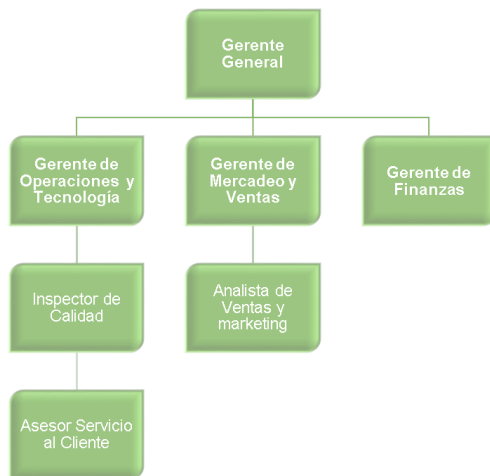 Gerente
General
Gerente de
Operaciones y
Tecnología
Gerente de
Mercadeo y
Ventas
Gerente de
Finanzas
Inspector de
Calidad
Analista de
Ventas y
marketing
Asesor Servicio
al Cliente